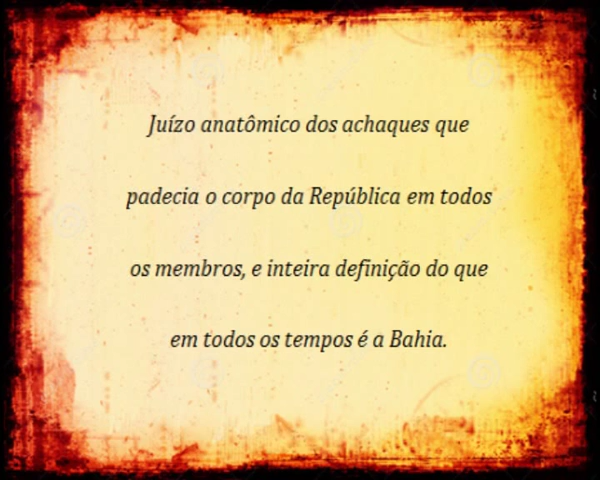 Juízo anatômico dos achaques que
padecia o corpo da República em todos
os membros, e inteira definição do que
em todos os tempos é a Bahia.